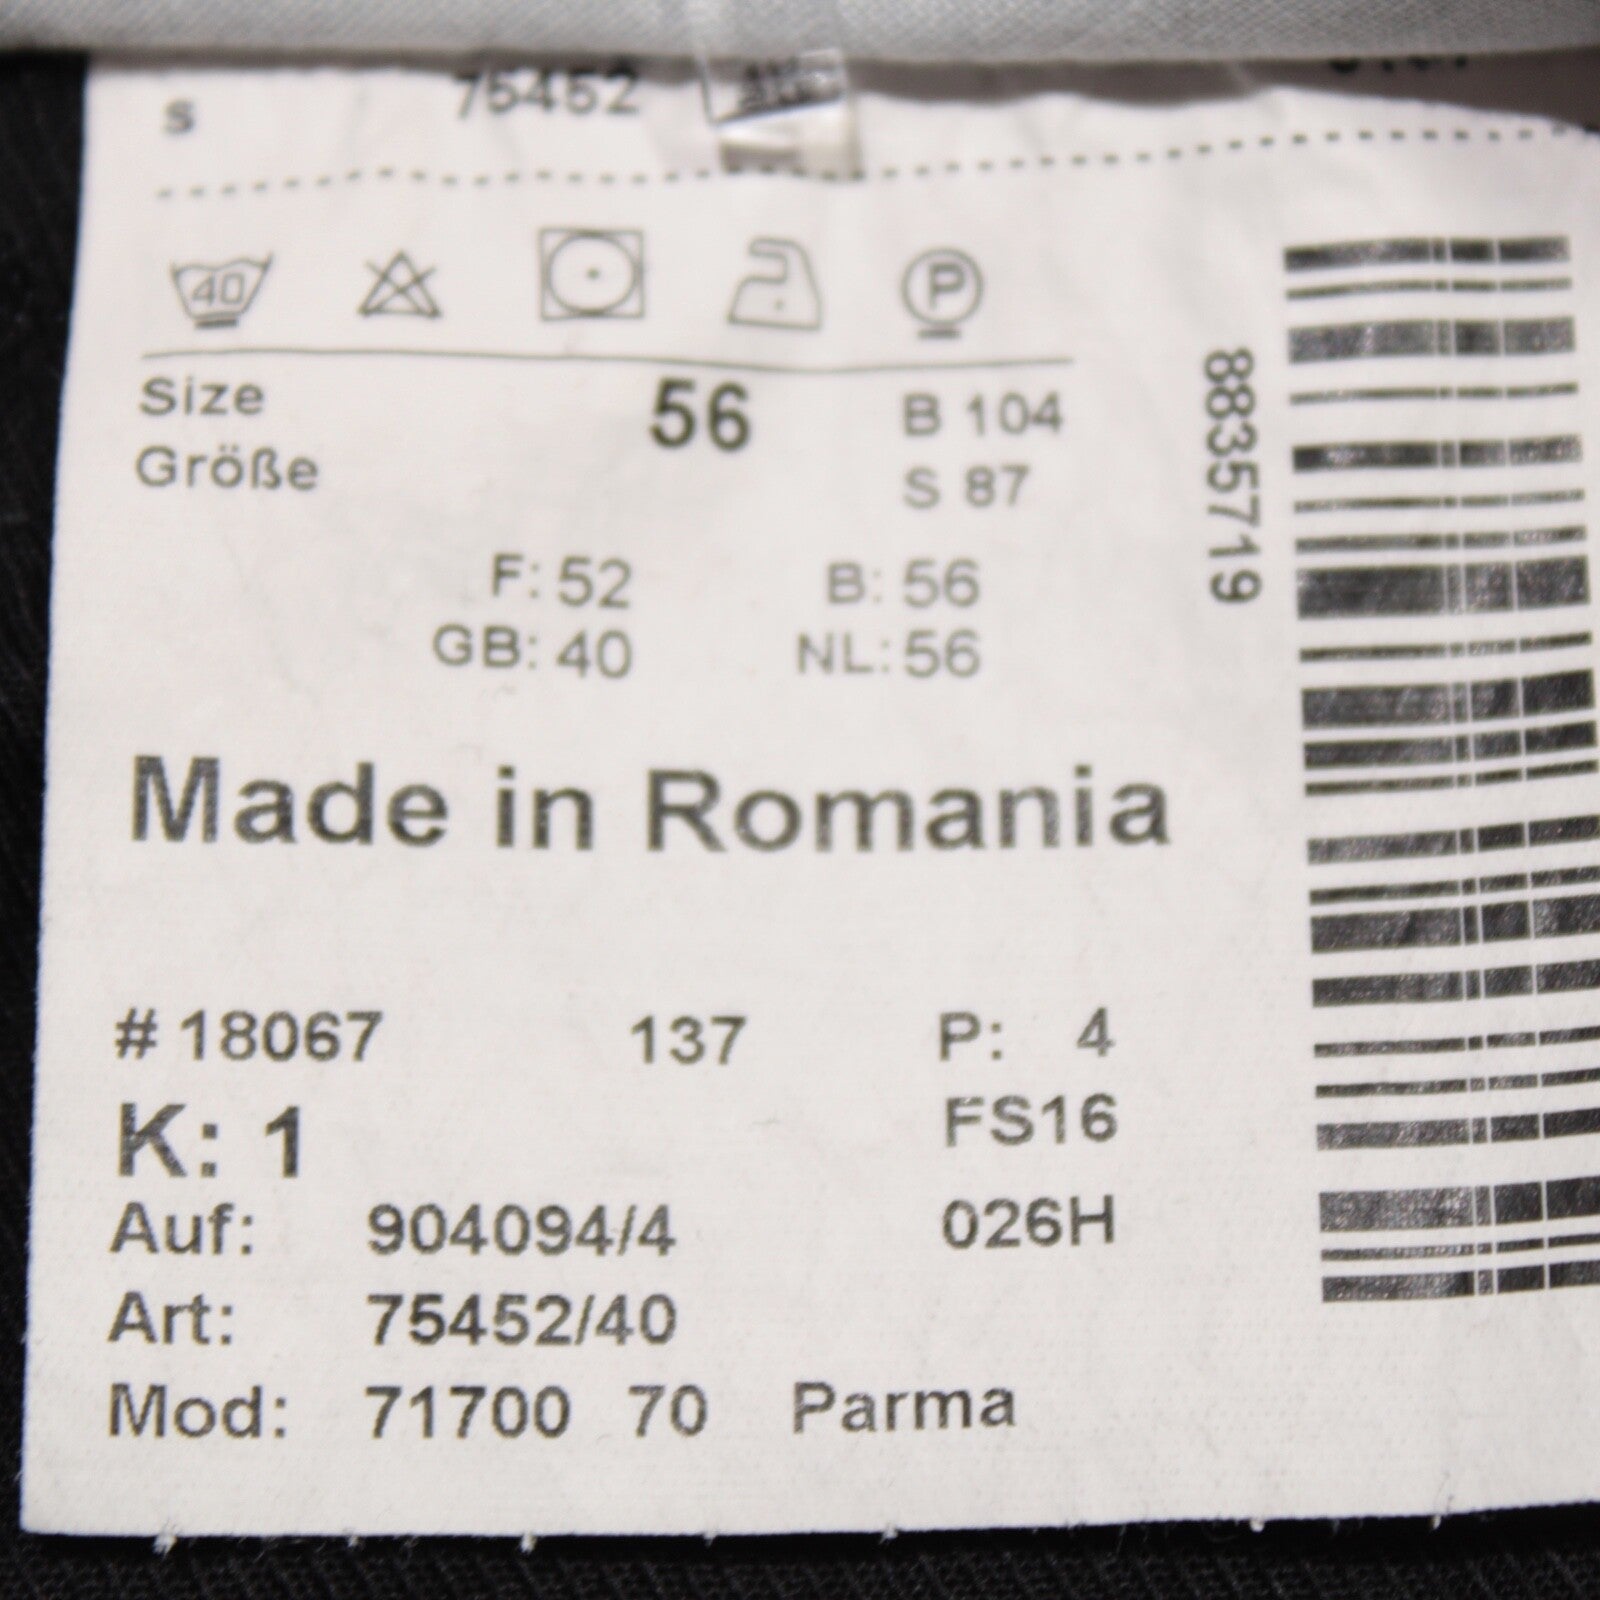 s 75452
40 P
Size 56 B 104
Größe S 87
F: 52 B: 56
GB: 40 NL: 56
Made in Romania
# 18067 137 P: 4
K: 1 FS16
Auf: 904094/4 026H
Art: 75452/40
Mod: 71700 70 Parma
8835719